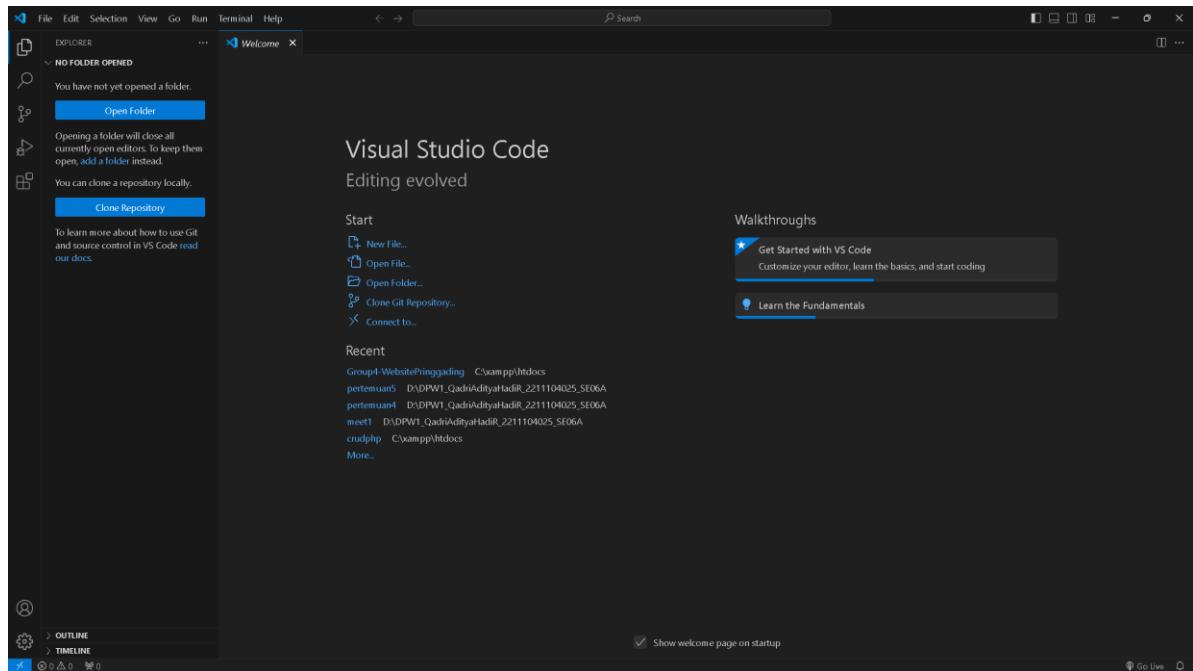 File Edit Selection View Go Run Terminal Help
Search
EXPLORER
Welcome
NO FOLDER OPENED
You have not yet opened a folder.
Open Folder
Opening a folder will close all
currently open editors. To keep them
open, add a folder instead.
You can clone a repository locally.
Clone Repository
To learn more about how to use Git
and source control in VS Code read
our docs.
OUTLINE
TIMELINE
Visual Studio Code
Editing evolved
Start
New File...
Open File...
Open Folder...
Clone Git Repository...
Connect to...
Recent
Group4-WebsitePringgading C:\xampp\htdocs
pertemuan5 D:\DPW1_QadriAdityaHadiR_2211104025_SE06A
pertemuan4 D:\DPW1_QadriAdityaHadiR_2211104025_SE06A
meet1 D:\DPW1_QadriAdityaHadiR_2211104025_SE06A
crudphp C:\xampp\htdocs
More...
Walkthroughs
Get Started with VS Code
Customize your editor, learn the basics, and start coding
Learn the Fundamentals
Show welcome page on startup
0 0 0
Go Live